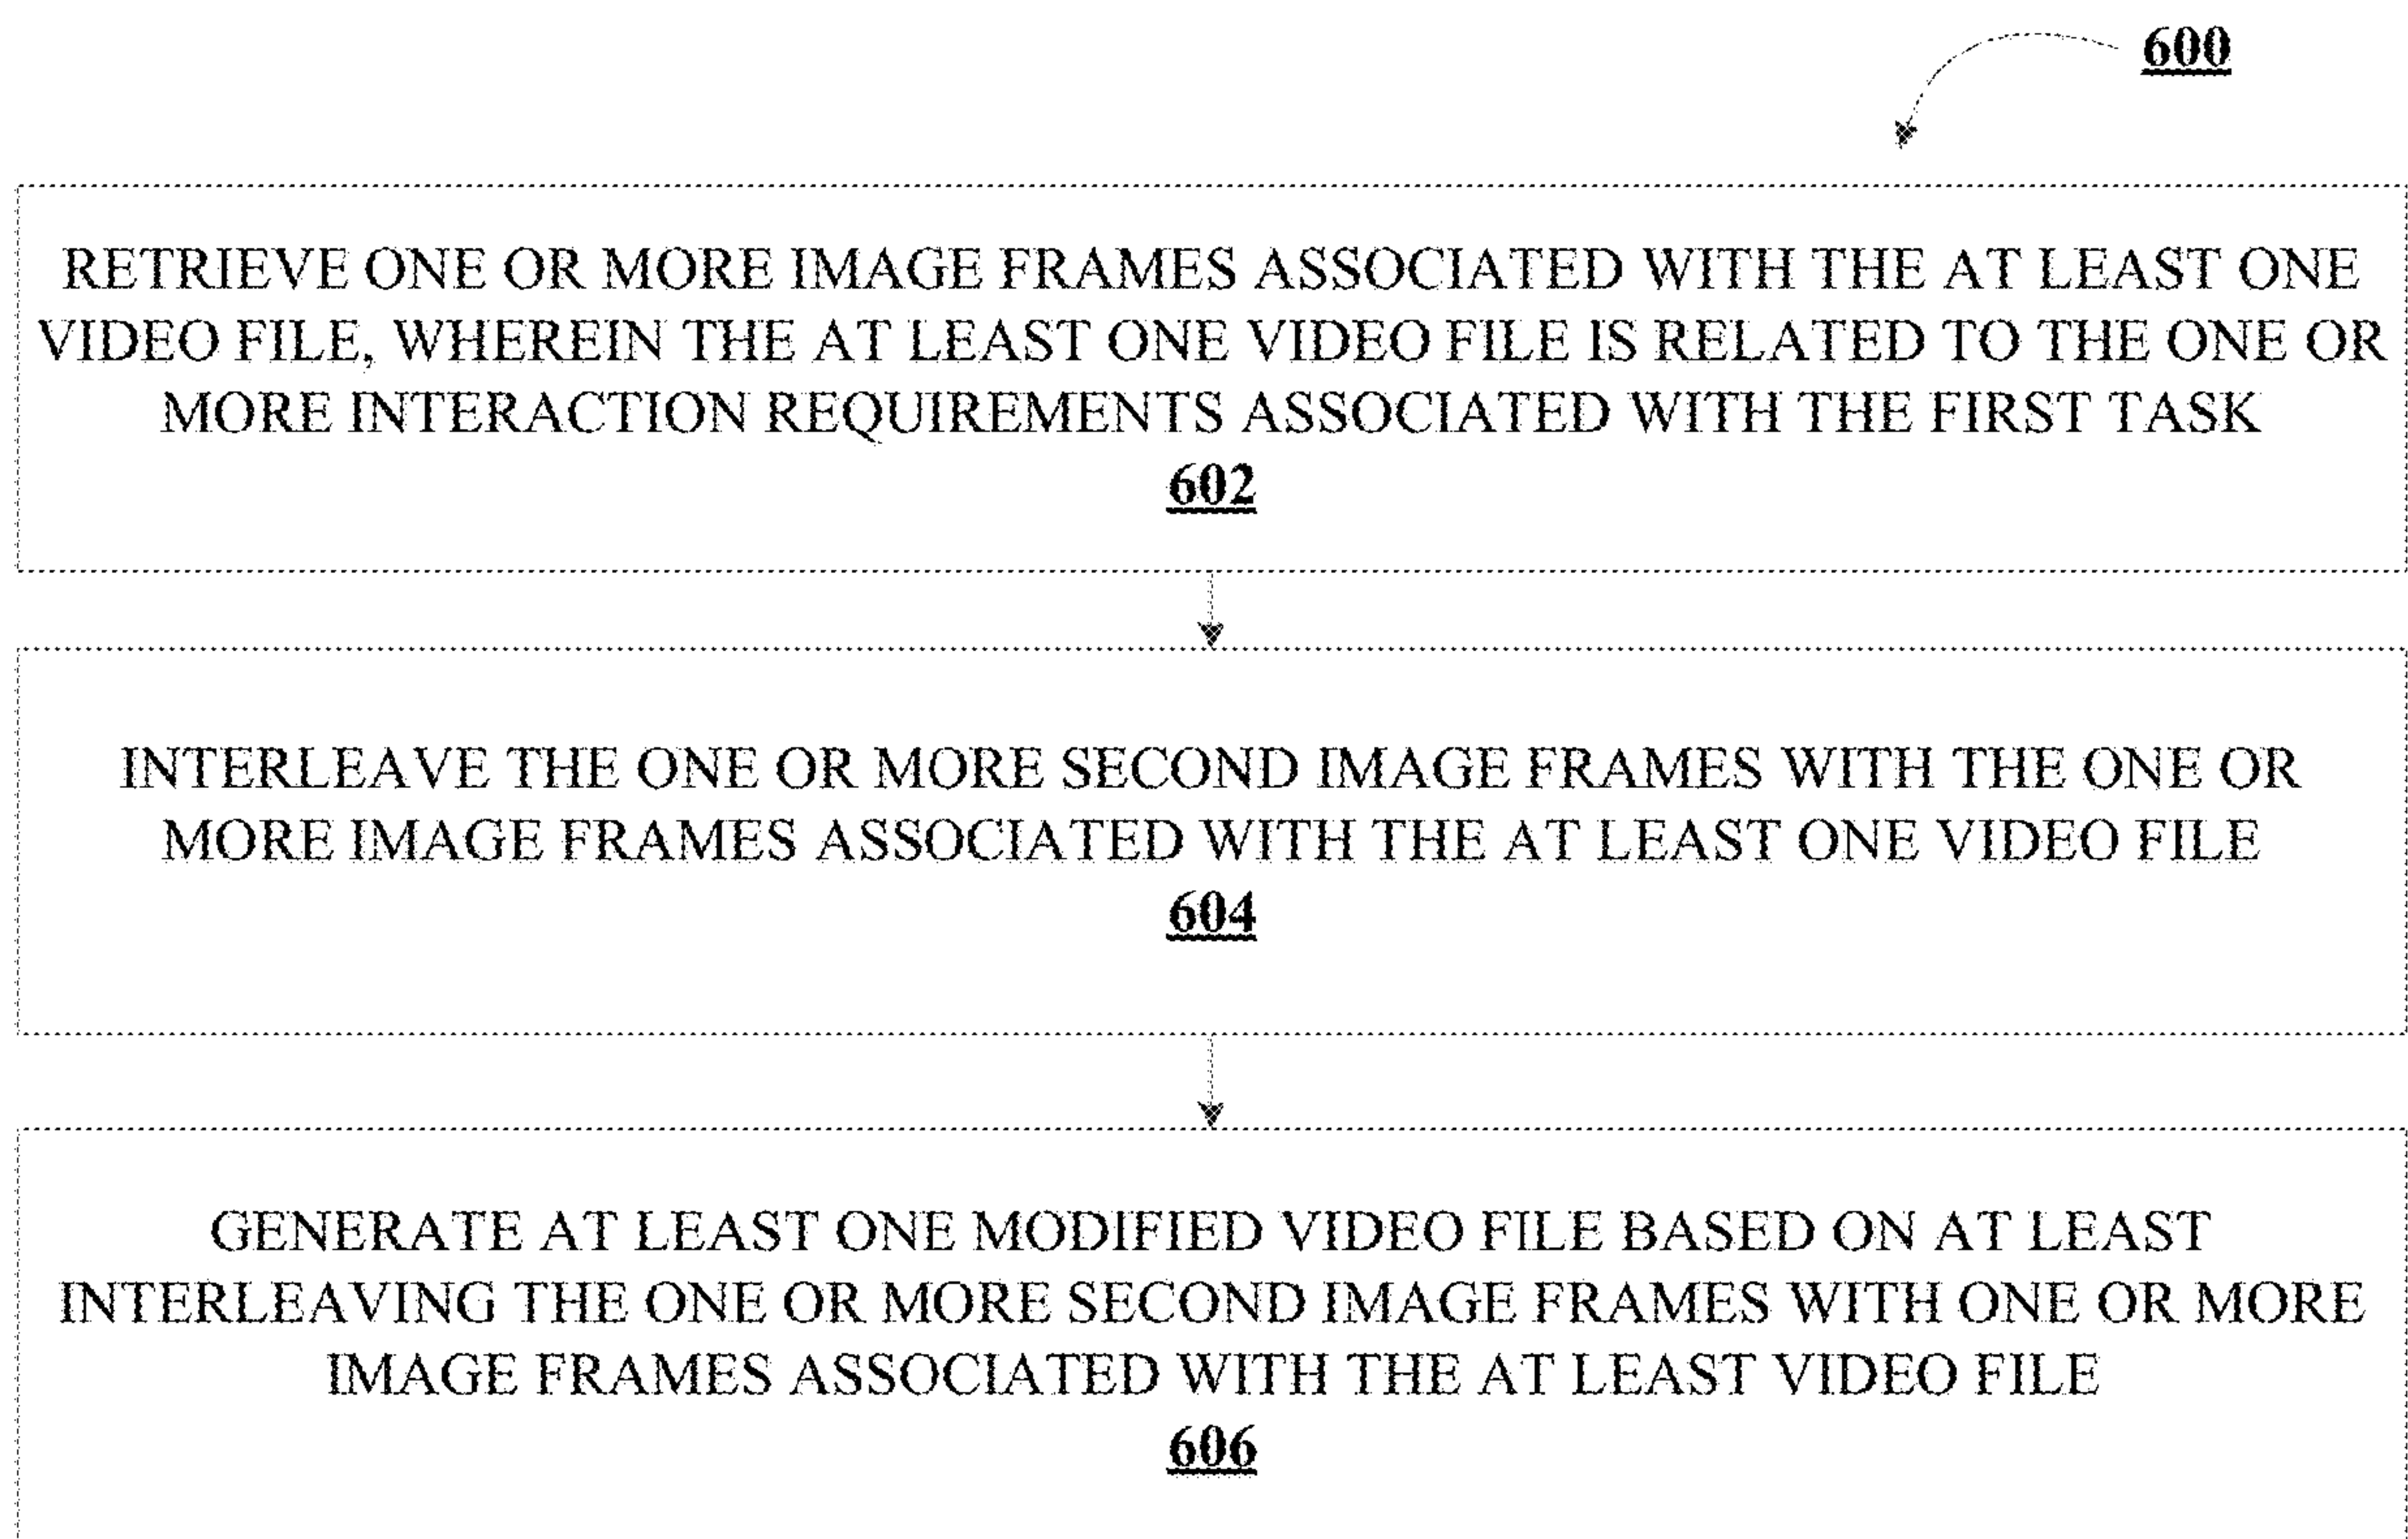 600
RETRIEVE ONE OR MORE IMAGE FRAMES ASSOCIATED WITH THE AT LEAST ONE
VIDEO FILE, WHEREIN THE AT LEAST ONE VIDEO FILE IS RELATED TO THE ONE OR
MORE INTERACTION REQUIREMENTS ASSOCIATED WITH THE FIRST TASK
602
INTERLEAVE THE ONE OR MORE SECOND IMAGE FRAMES WITH THE ONE OR
MORE IMAGE FRAMES ASSOCIATED WITH THE AT LEAST ONE VIDEO FILE
604
GENERATE AT LEAST ONE MODIFIED VIDEO FILE BASED ON AT LEAST
INTERLEAVING THE ONE OR MORE SECOND IMAGE FRAMES WITH ONE OR MORE
IMAGE FRAMES ASSOCIATED WITH THE AT LEAST VIDEO FILE
606